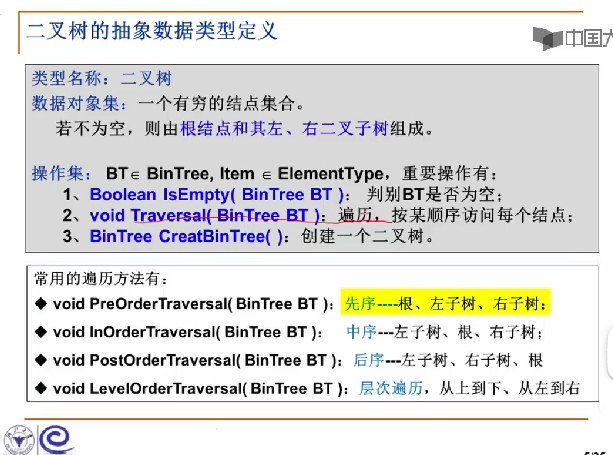 二叉树的抽象数据类型定义
中国大
类型名称：二叉树
数据对象集：一个有穷的结点集合。
若不为空，则由根结点和其左、右二叉子树组成。
操作集： BT∈ BinTree, Item ∈ ElementType，重要操作有：
1、Boolean IsEmpty( BinTree BT )： 判别BT是否为空；
2、void Traversal( BinTree BT )：遍历，按某顺序访问每个结点；
3、BinTree CreatBinTree( )：创建一个二叉树。
常用的遍历方法有：
◆ void PreOrderTraversal( BinTree BT )：先序----根、左子树、右子树；
◆ void InOrderTraversal( BinTree BT )： 中序---左子树、根、右子树；
◆ void PostOrderTraversal( BinTree BT )：后序---左子树、右子树、根
◆ void LevelOrderTraversal( BinTree BT )：层次遍历，从上到下、从左到右